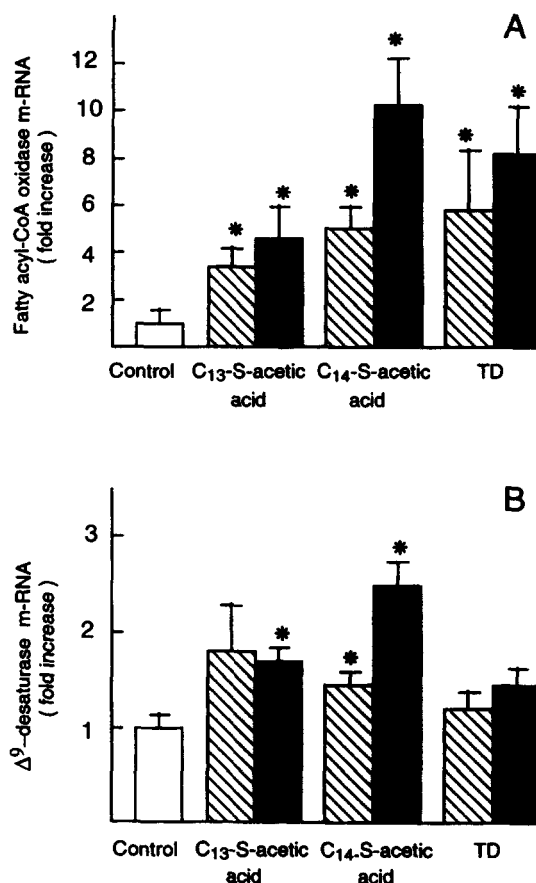 A
Fatty acyl-CoA oxidase m-RNA
( fold increase )
12
10
8
6
4
2
*
*
*
*
*
*
Control
C13-S-acetic acid
C14-S-acetic acid
TD
B
Δ9–desaturase m-RNA
( fold increase )
3
2
1
*
*
*
Control
C13-S-acetic acid
C14-S-acetic acid
TD